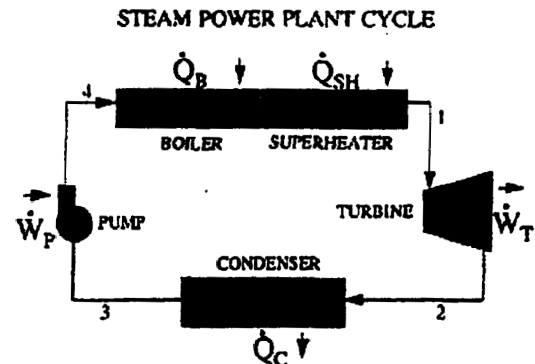 STEAM POWER PLANT CYCLE
Q̇B Q̇SH
4
BOILER SUPERHEATER
1
ẆP PUMP
TURBINE ẆT
CONDENSER
3 2
Q̇C